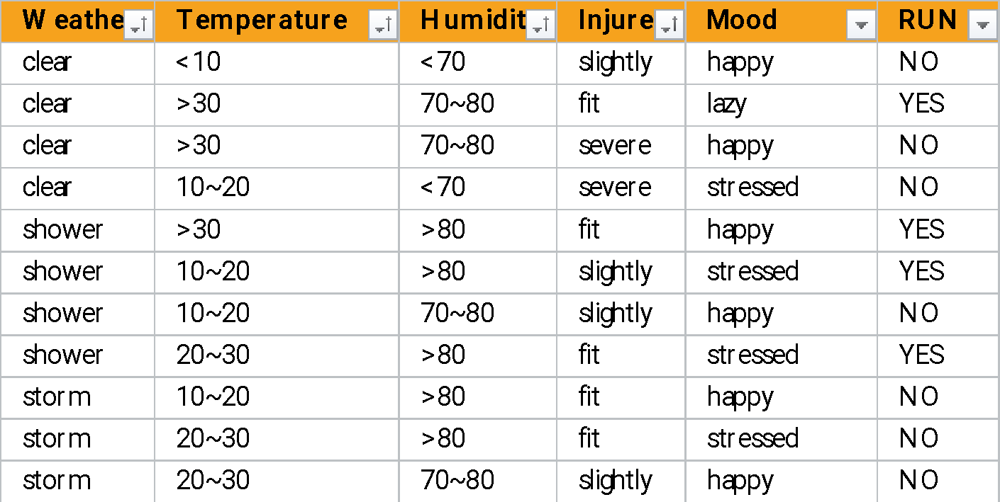 Weathe Temperature Humidit Injure Mood RUN
clear <10 <70 slightly happy NO
clear >30 70~80 fit lazy YES
clear >30 70~80 severe happy NO
clear 10~20 <70 severe stressed NO
shower >30 >80 fit happy YES
shower 10~20 >80 slightly stressed YES
shower 10~20 70~80 slightly happy NO
shower 20~30 >80 fit stressed YES
storm 10~20 >80 fit happy NO
storm 20~30 >80 fit stressed NO
storm 20~30 70~80 slightly happy NO